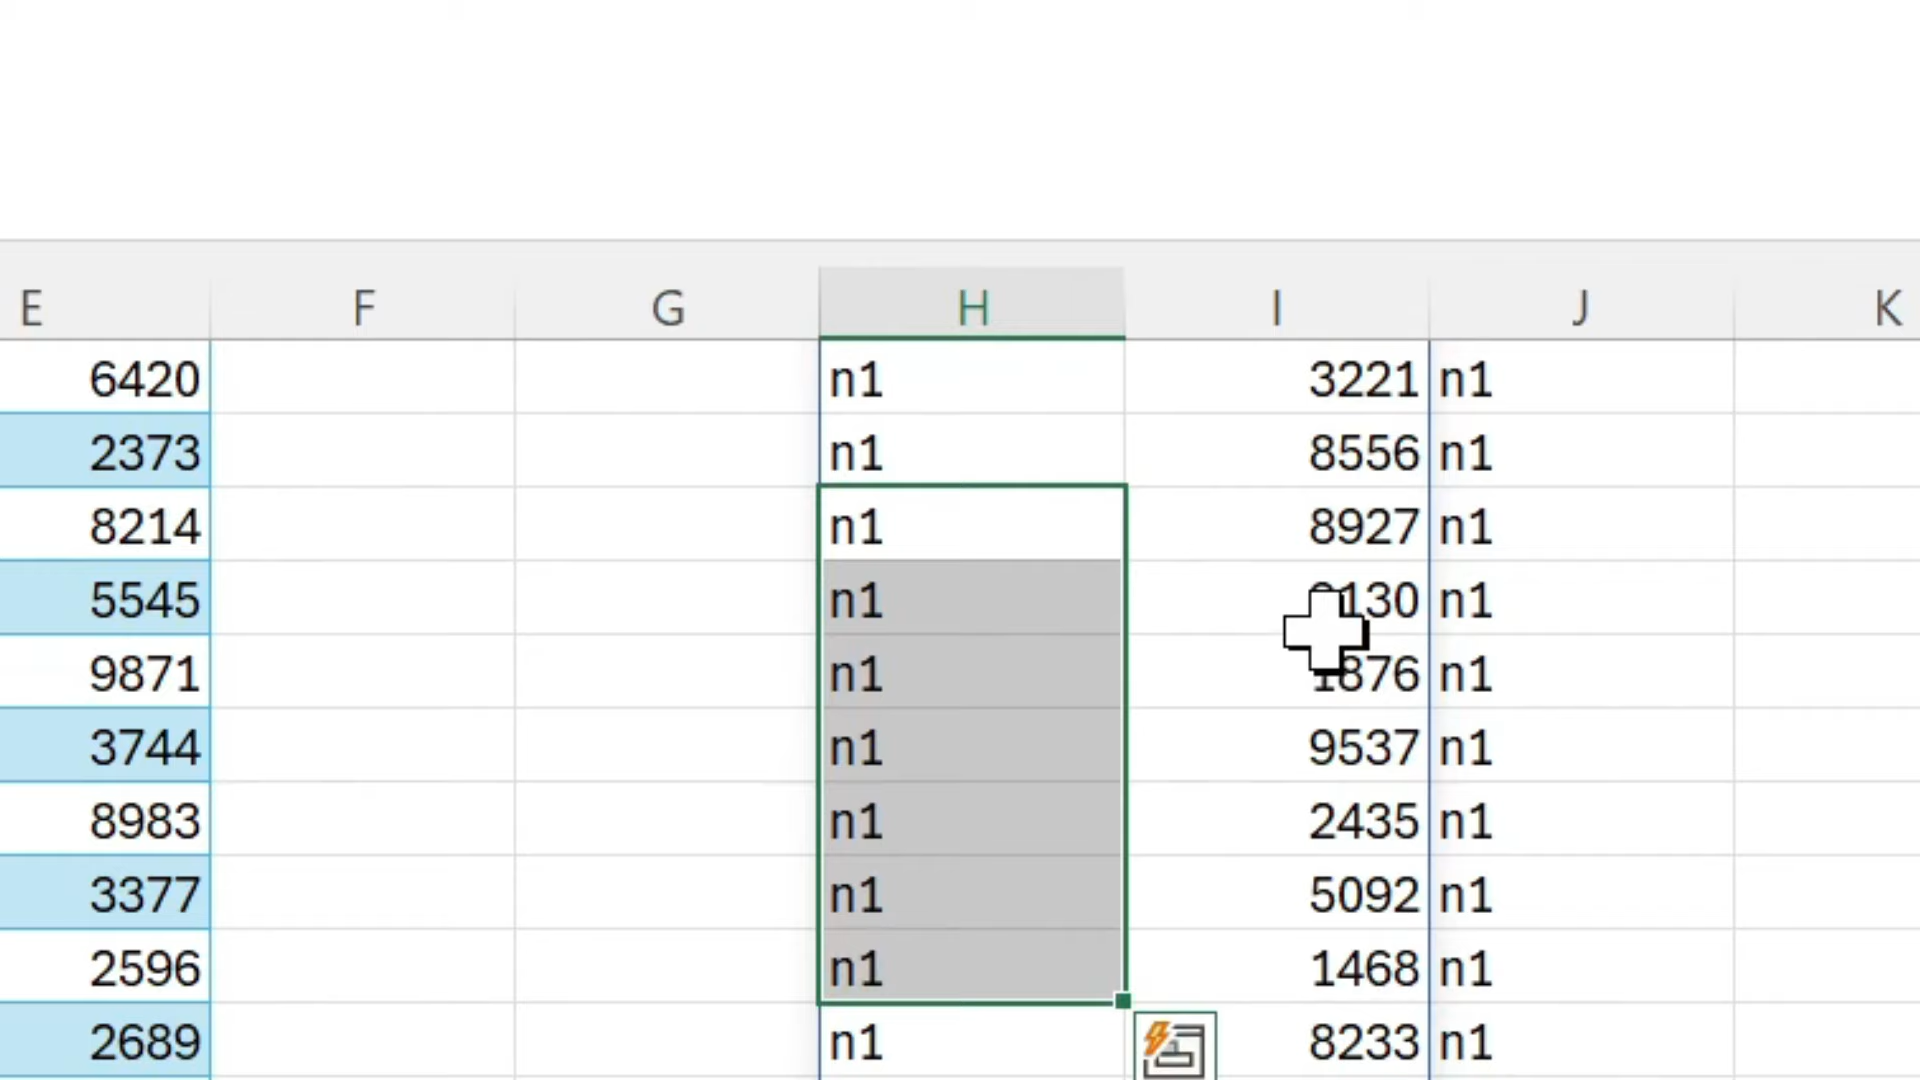 E F G H I J K
6420 n1 3221 n1
2373 n1 8556 n1
8214 n1 8927 n1
5545 n1 n1
9871 n1 n1
3744 n1 9537 n1
8983 n1 2435 n1
3377 n1 5092 n1
2596 n1 1468 n1
2689 n1 8233 n1